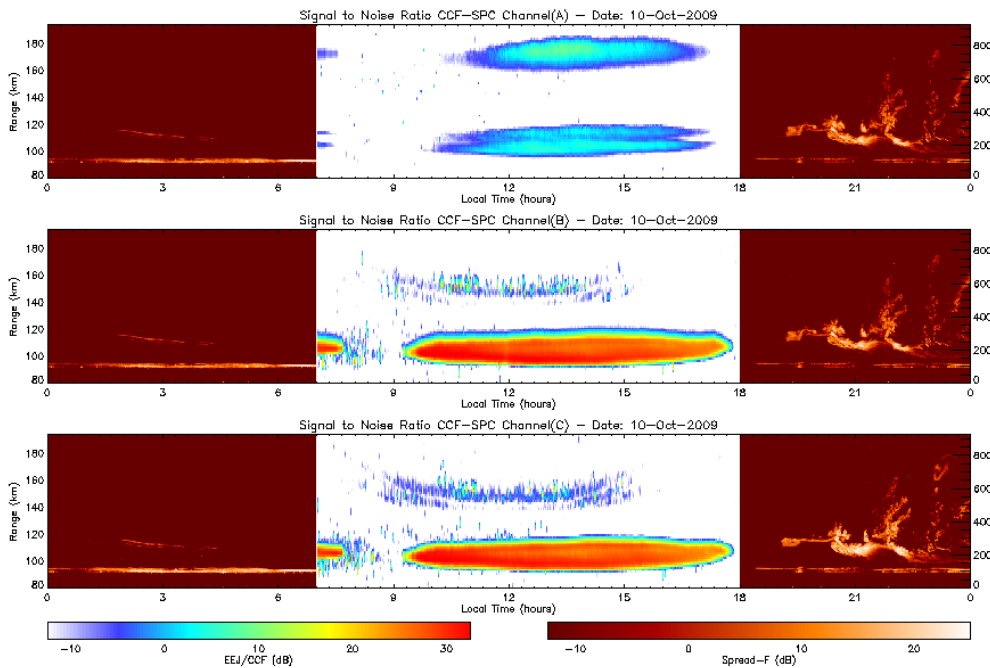 Signal to Noise Ratio CCF-SPC Channel(A) - Date: 10-Oct-2009
180
160
140
120
100
80
Range (km)
800
600
400
200
0
0 3 6 9 12 15 18 21 0
Local Time (hours)
Signal to Noise Ratio CCF-SPC Channel(B) - Date: 10-Oct-2009
180
160
140
120
100
80
Range (km)
800
600
400
200
0
0 3 6 9 12 15 18 21 0
Local Time (hours)
Signal to Noise Ratio CCF-SPC Channel(C) - Date: 10-Oct-2009
180
160
140
120
100
80
Range (km)
800
600
400
200
0
0 3 6 9 12 15 18 21 0
Local Time (hours)
-10 0 10 20 30
EEJ/CCF (dB)
-10 0 10 20
Spread-F (dB)